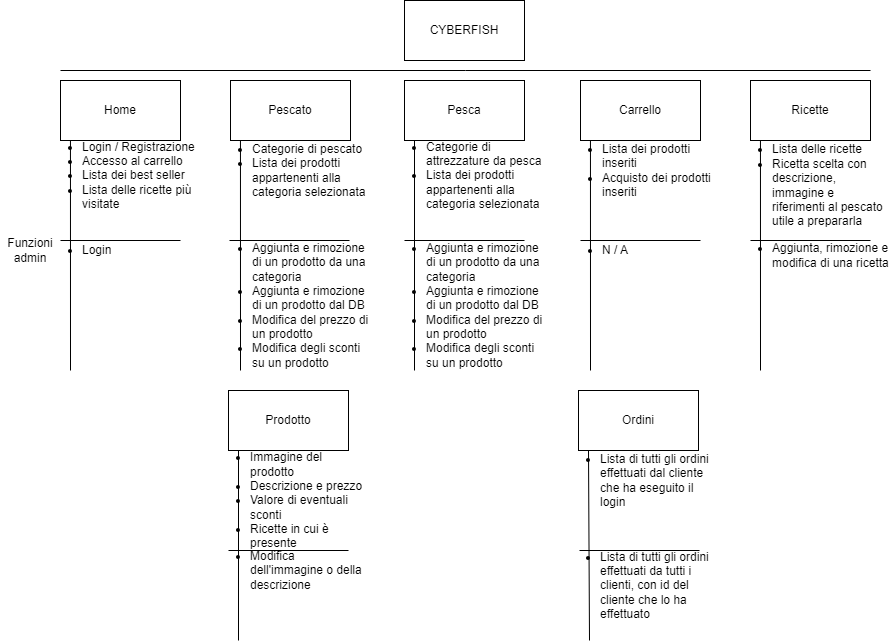 CYBERFISH
Home
Login / Registrazione
Accesso al carrello
Lista dei best seller
Lista delle ricette più
visitate
Funzioni
admin
Login
Pescato
Categorie di pescato
Lista dei prodotti
appartenenti alla
categoria selezionata
Aggiunta e rimozione
di un prodotto da una
categoria
Aggiunta e rimozione
di un prodotto dal DB
Modifica del prezzo di
un prodotto
Modifica degli sconti
su un prodotto
Pesca
Categorie di
attrezzature da pesca
Lista dei prodotti
appartenenti alla
categoria selezionata
Aggiunta e rimozione
di un prodotto da una
categoria
Aggiunta e rimozione
di un prodotto dal DB
Modifica del prezzo di
un prodotto
Modifica degli sconti
su un prodotto
Carrello
Lista dei prodotti
inseriti
Acquisto dei prodotti
inseriti
N / A
Ricette
Lista delle ricette
Ricetta scelta con
descrizione,
immagine e
riferimenti al pescato
utile a prepararla
Aggiunta, rimozione e
modifica di una ricetta
Prodotto
Immagine del
prodotto
Descrizione e prezzo
Valore di eventuali
sconti
Ricette in cui è
presente
Modifica
dell'immagine o della
descrizione
Ordini
Lista di tutti gli ordini
effettuati dal cliente
che ha eseguito il
login
Lista di tutti gli ordini
effettuati da tutti i
clienti, con id del
cliente che lo ha
effettuato